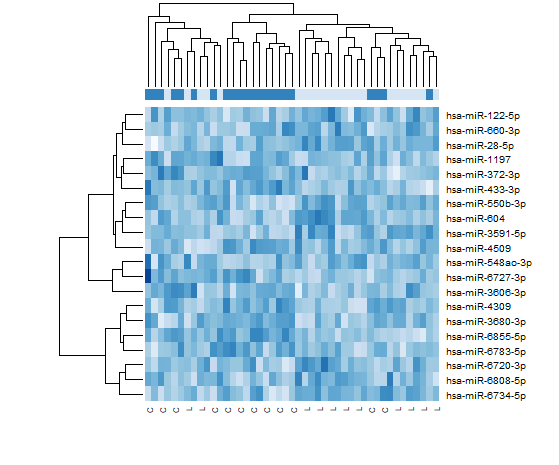 hsa-miR-122-5p
hsa-miR-660-3p
hsa-miR-28-5p
hsa-miR-1197
hsa-miR-372-3p
hsa-miR-433-3p
hsa-miR-550b-3p
hsa-miR-604
hsa-miR-3591-5p
hsa-miR-4509
hsa-miR-548ao-3p
hsa-miR-6727-3p
hsa-miR-3606-3p
hsa-miR-4309
hsa-miR-3680-3p
hsa-miR-6855-5p
hsa-miR-6783-5p
hsa-miR-6720-3p
hsa-miR-6808-5p
hsa-miR-6734-5p
C C C L L C C C C C C C L L L L L C C L L L L